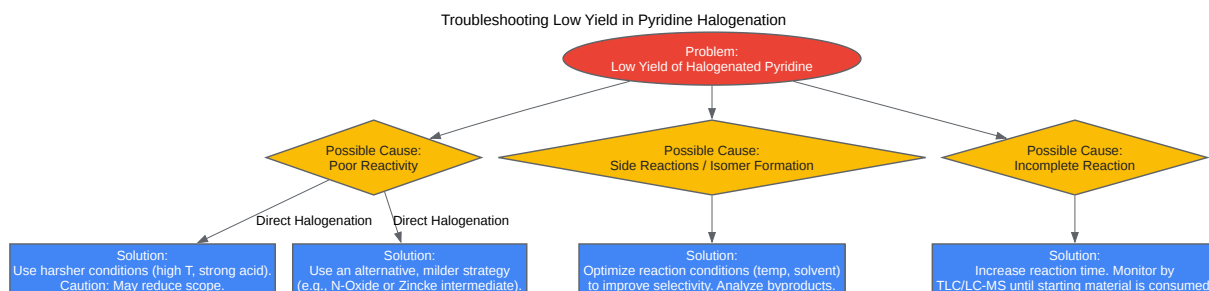 Troubleshooting Low Yield in Pyridine Halogenation
Problem:
Low Yield of Halogenated Pyridine
Possible Cause:
Poor Reactivity
Possible Cause:
Side Reactions / Isomer Formation
Possible Cause:
Incomplete Reaction
Direct Halogenation
Direct Halogenation
Solution:
Use harsher conditions (high T, strong acid).
Caution: May reduce scope.
Solution:
Use an alternative, milder strategy
(e.g., N-Oxide or Zincke intermediate).
Solution:
Optimize reaction conditions (temp, solvent)
to improve selectivity. Analyze byproducts.
Solution:
Increase reaction time. Monitor by
TLC/LC-MS until starting material is consumed